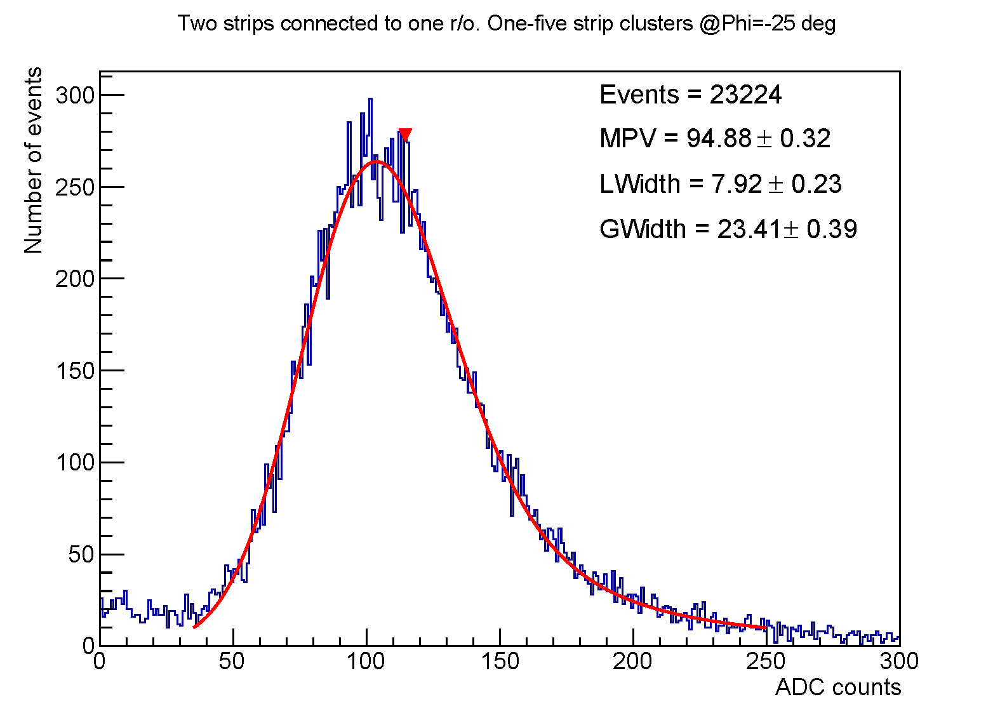 Two strips connected to one r/o. One-five strip clusters @Phi=-25 deg
Number of events
300
250
200
150
100
50
0
Events = 23224
MPV = 94.88 ± 0.32
LWidth = 7.92 ± 0.23
GWidth = 23.41± 0.39
0 50 100 150 200 250 300
ADC counts